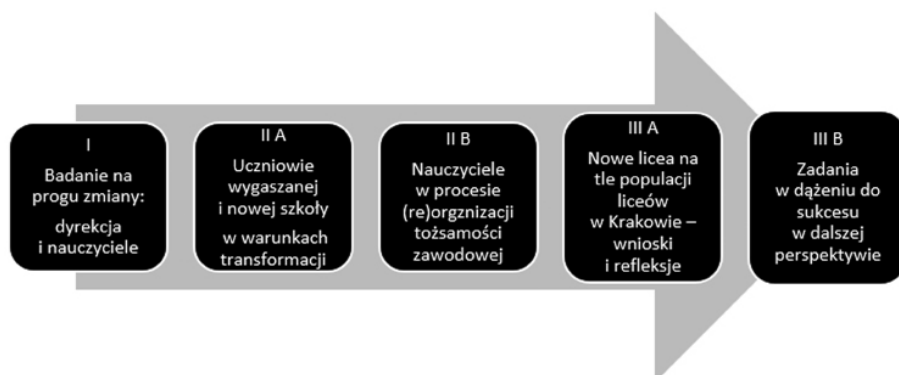 I
Badanie na
progu zmiany:
dyrekcja
i nauczyciele
II A
Uczniowie
wygaszanej
i nowej szkoły
w warunkach
transformacji
II B
Nauczyciele
w procesie
(re)orgznizacji
tożsamości
zawodowej
III A
Nowe licea na
tle populacji
liceów
w Krakowie –
wnioski
i refleksje
III B
Zadania
w dążeniu do
sukcesu
w dalszej
perspektywie